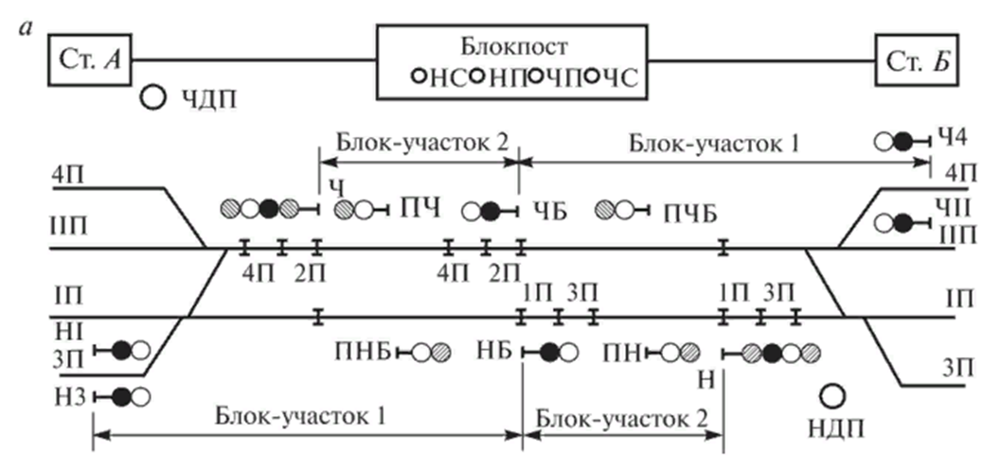 а
Ст. А
Блокпост
НС НП ЧП ЧС
Ст. Б
ЧДП
Блок-участок 2
Блок-участок 1
Ч4
4П
Ч
ПЧ
ЧБ
ПЧБ
4П
ЧII
IIП
IIП
4П 2П
4П 2П
IП
1П 3П
1П 3П
IП
НI
3П
ПНБ
НБ
ПН
Н
3П
Н3
НДП
Блок-участок 1
Блок-участок 2